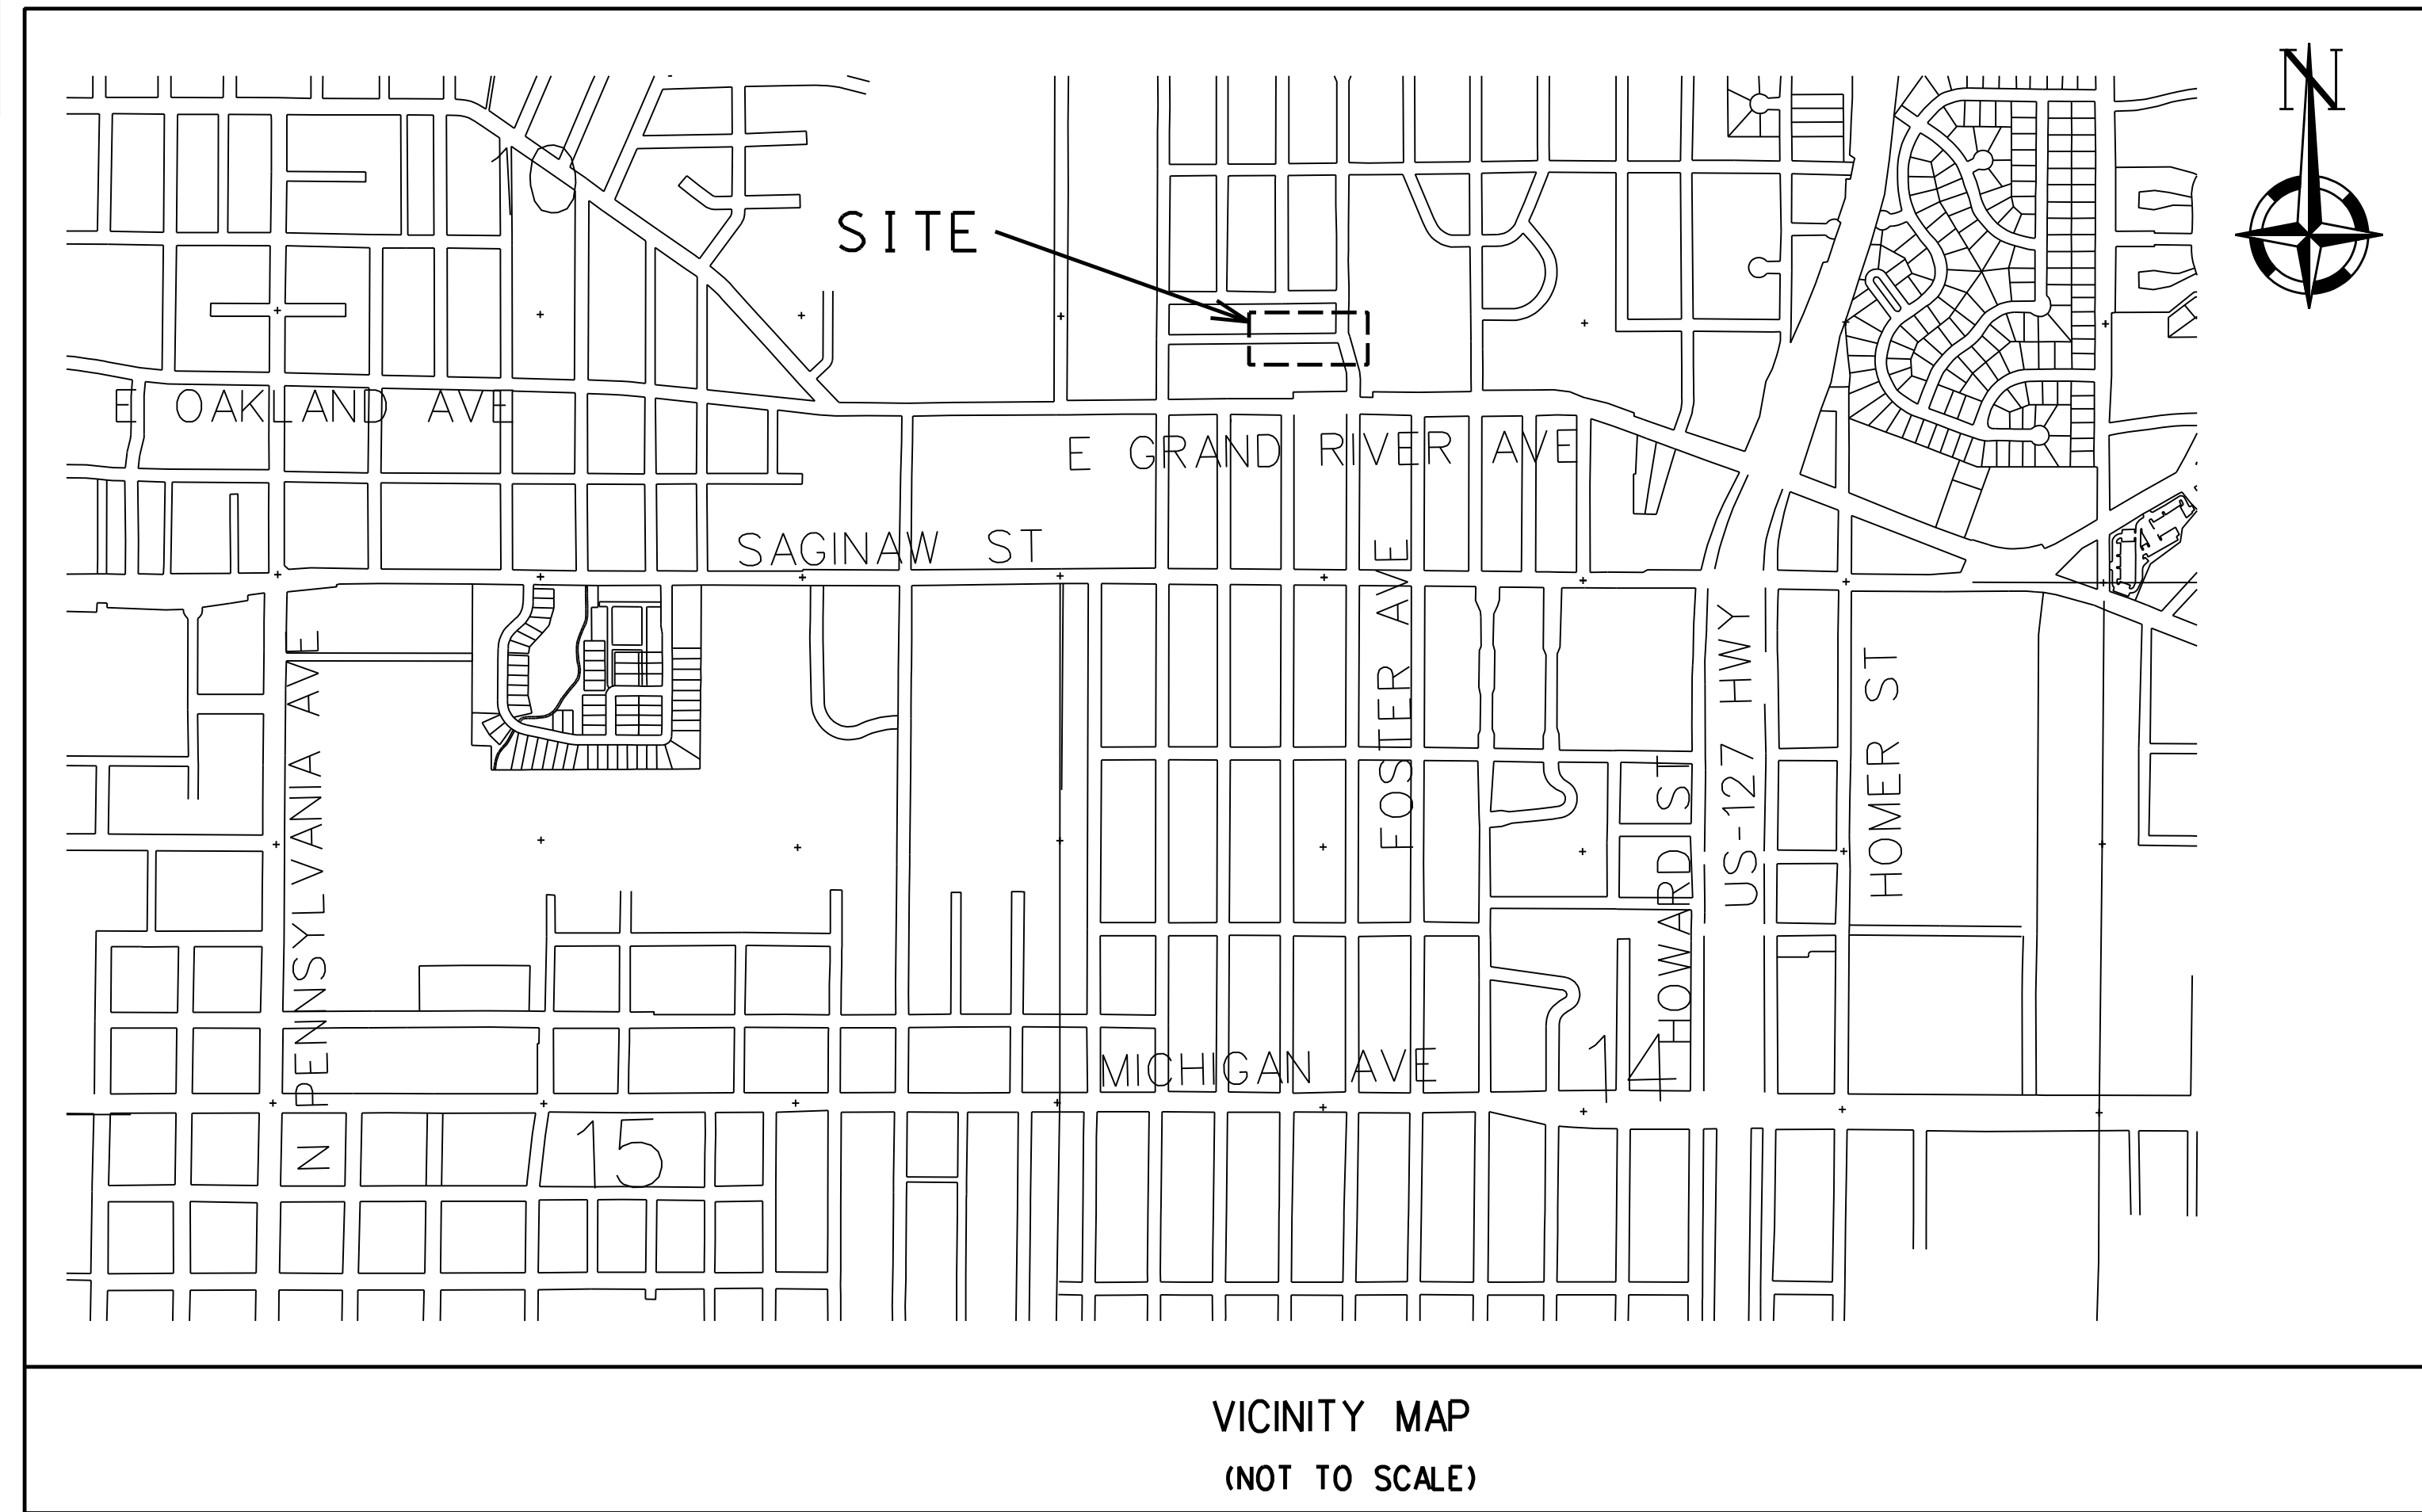 N
SITE
E OAKLAND AVE
E GRAND RIVER AVE
SAGINAW ST
N PENNSYLVANIA AVE
FOSTER AVE
HOWARD ST
US-127 HWY
HOMER ST
MICHIGAN AVE
14
15
VICINITY MAP
(NOT TO SCALE)